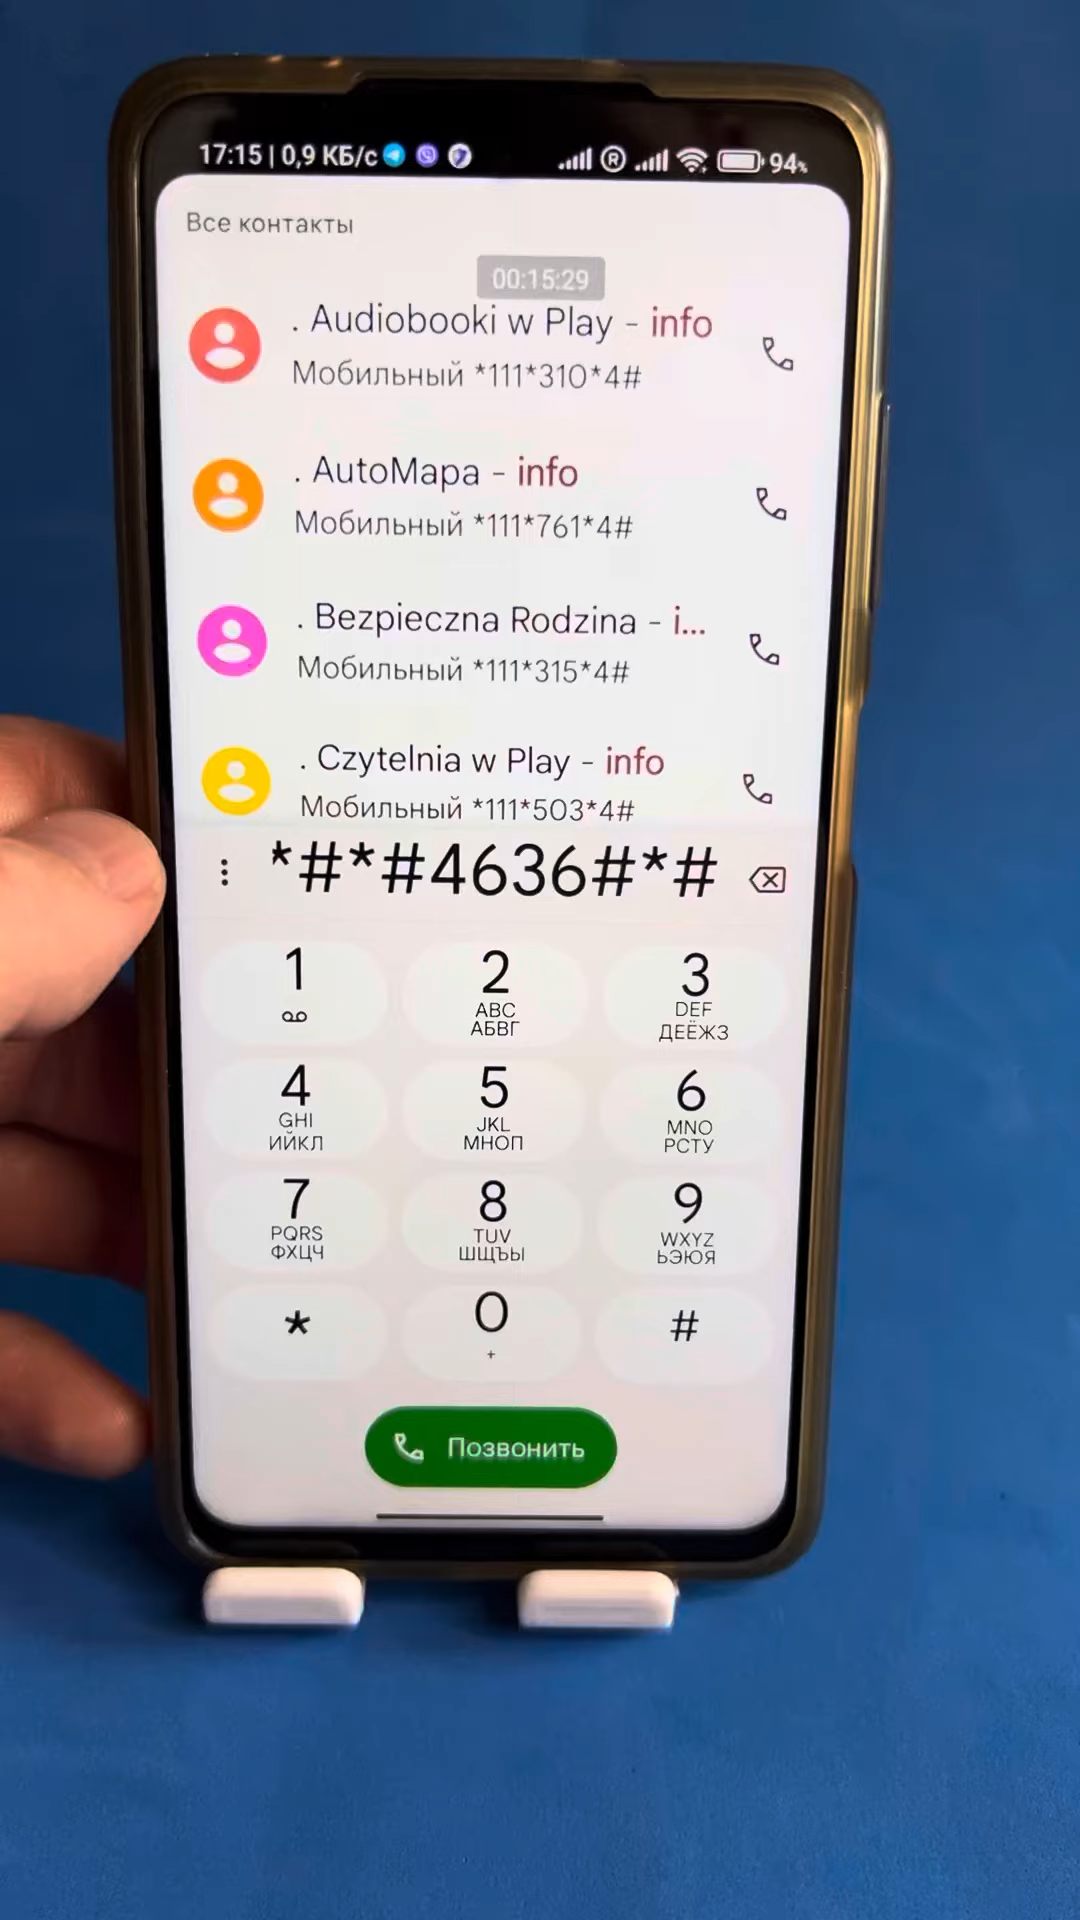 17:15 | 0,9 КБ/с
R
94%
Все контакты
00:15:29
. Audiobooki w Play - info
Мобильный *111*310*4#
. AutoMapa - info
Мобильный *111*761*4#
. Bezpieczna Rodzina - i...
Мобильный *111*315*4#
. Czytelnia w Play - info
Мобильный *111*503*4#
*#*#4636#*#
1
2
3
ABC
DEF
АБВГ
ДЕЁЖЗ
4
5
6
GHI
JKL
MNO
ИЙКЛ
МНОП
РСТУ
7
8
9
PQRS
TUV
WXYZ
ФХЦЧ
ШЩЪЫ
ЬЭЮЯ
*
0
#
+
Позвонить